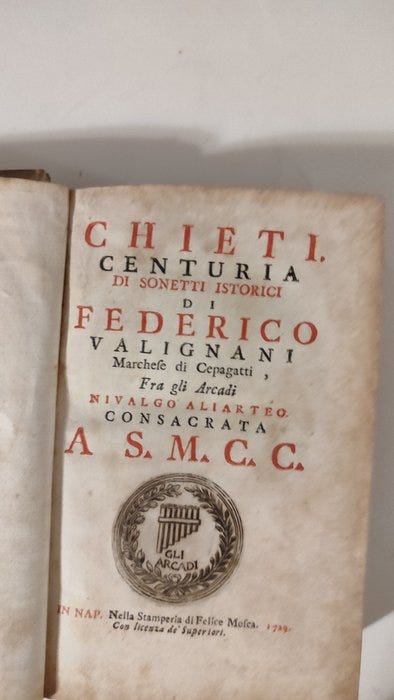 CHIETI.
CENTURIA
DI SONETTI ISTORICI
DI
FEDERICO
VALIGNANI
Marcheſe di Cepagatti,
Fra gli Arcadi
NIVALGO ALIARTEO.
CONSACRATA
A S. M. C. C.
GLI
ARCADI
IN NAP. Nella Stamperia di Felice Moſca. 1729.
Con licenza de' Superiori.